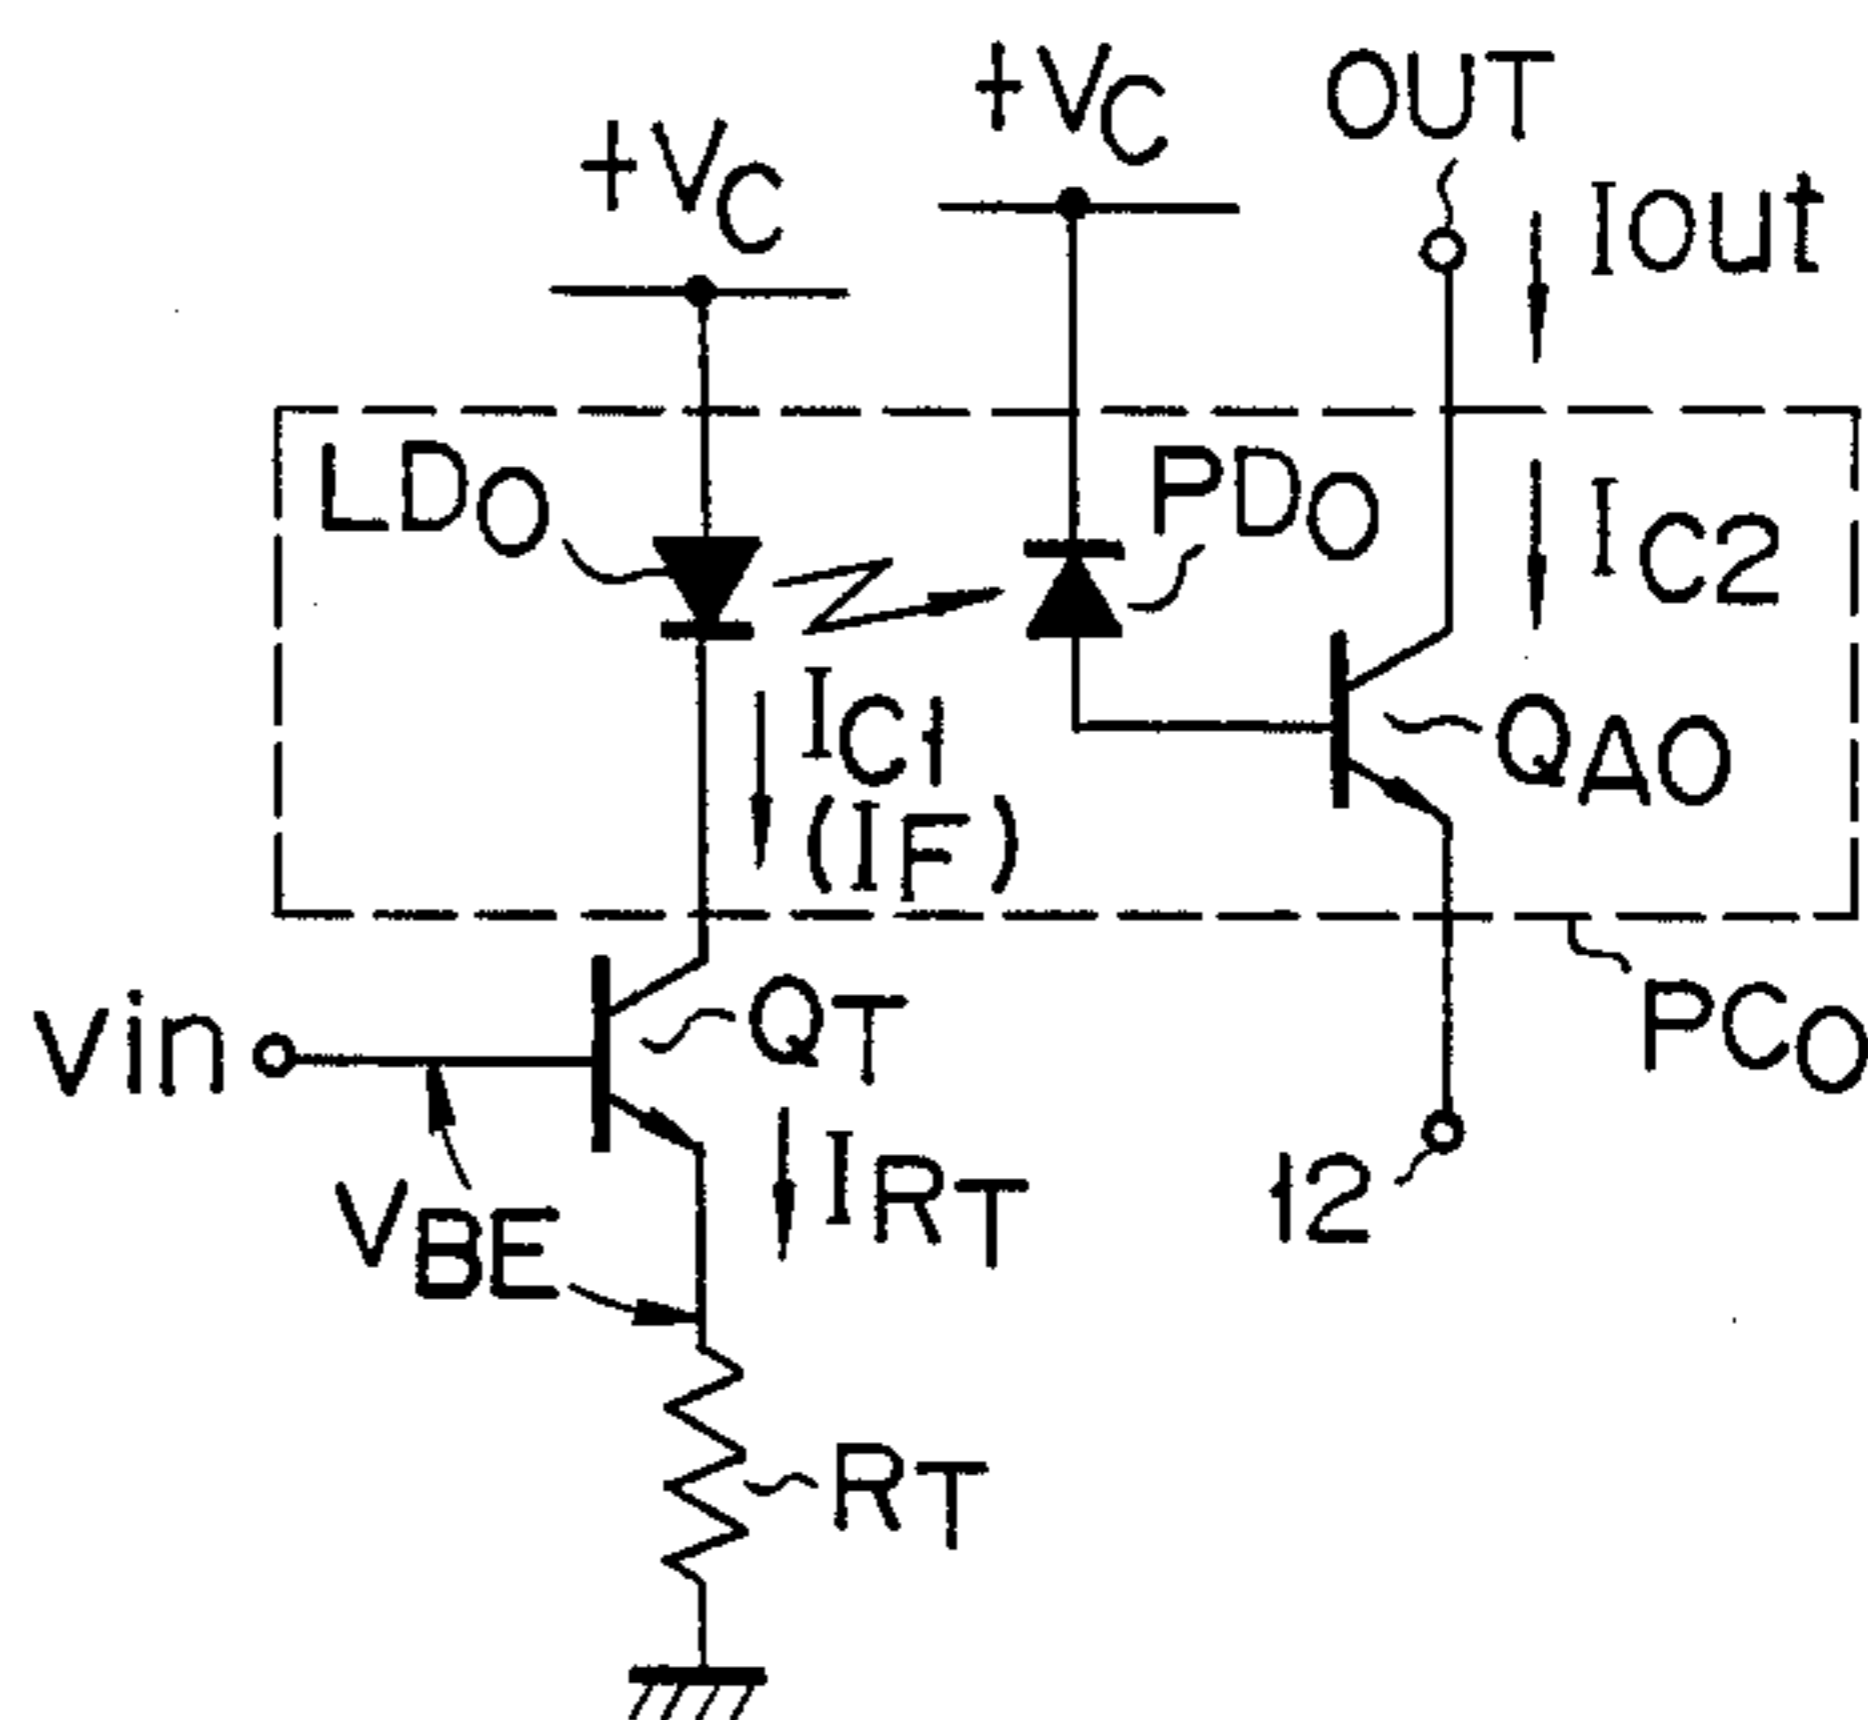 +VC
+VC
OUT
Iout
LDO
PDO
IC2
IC1
(IF)
QAO
Vin
QT
PCO
VBE
IRT
12
RT